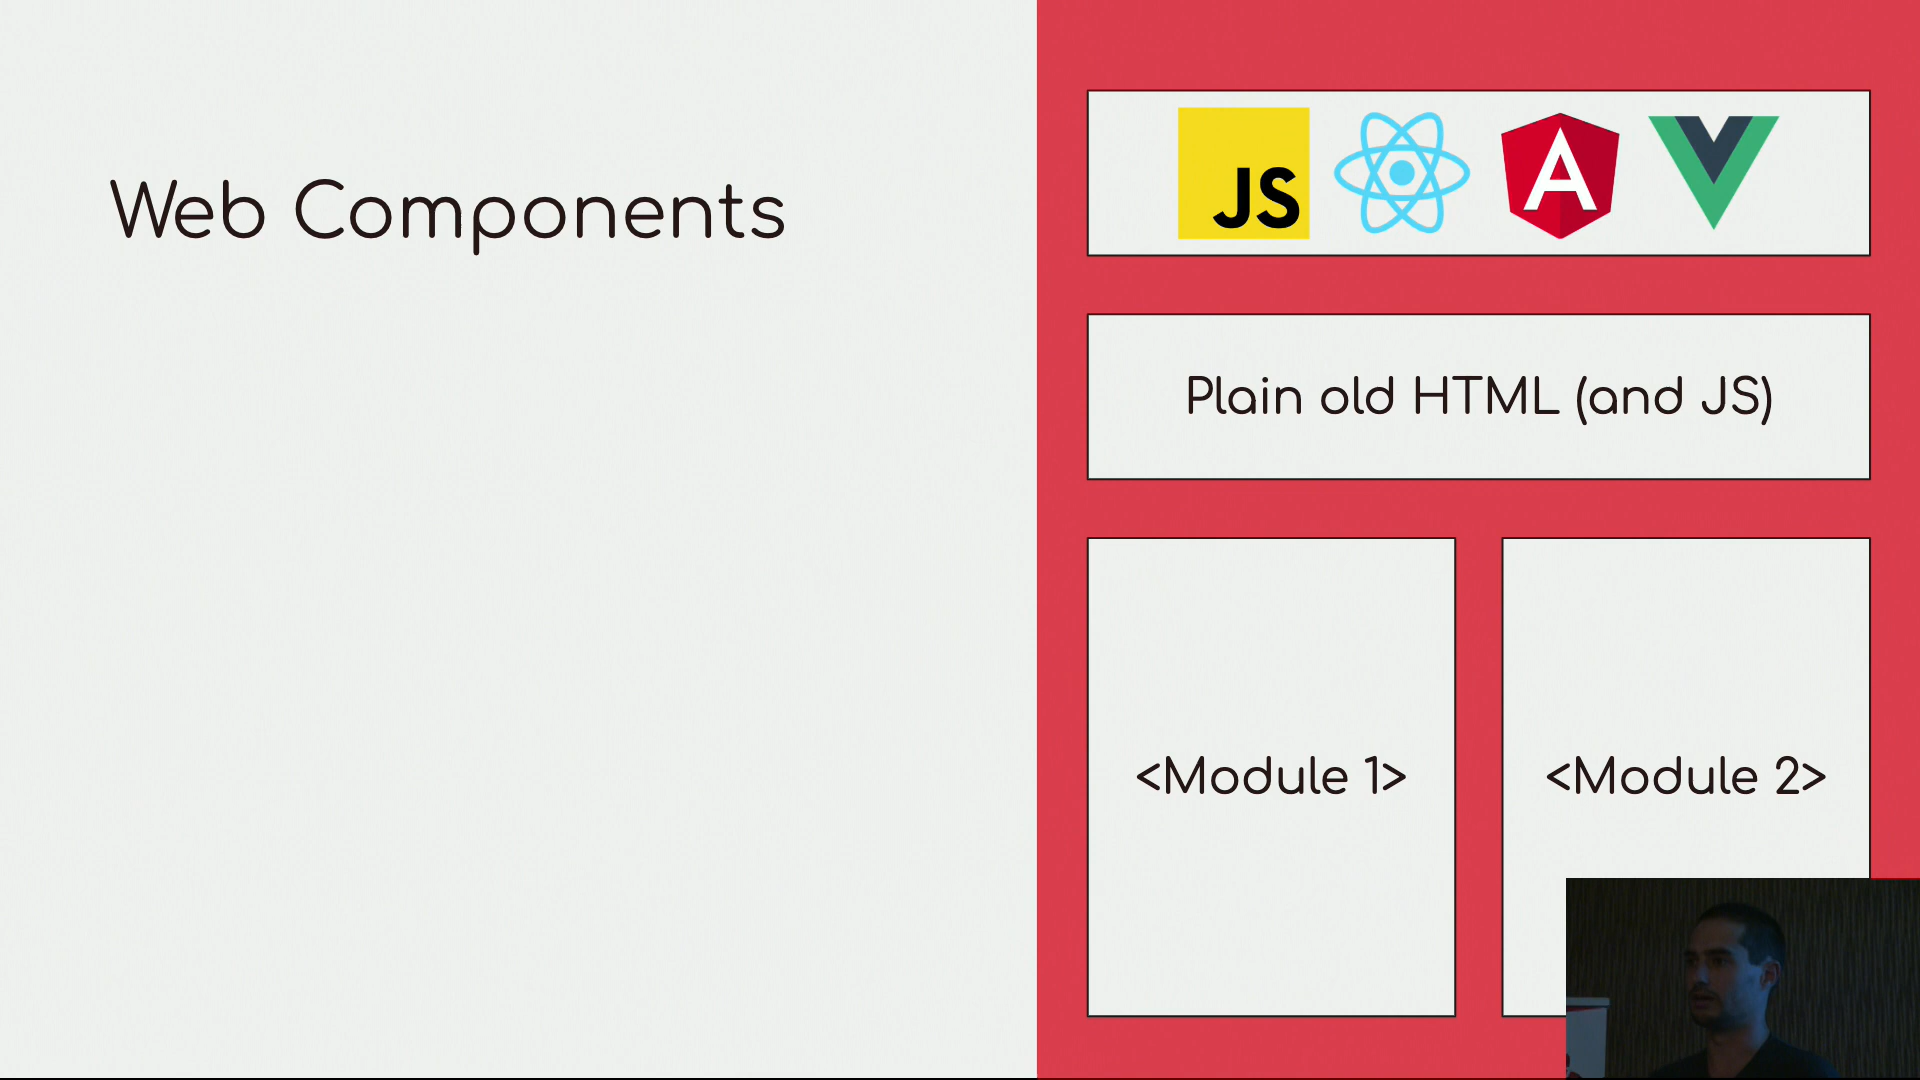 Web Components
JS
A
Plain old HTML (and JS)
<Module 1>
<Module 2>